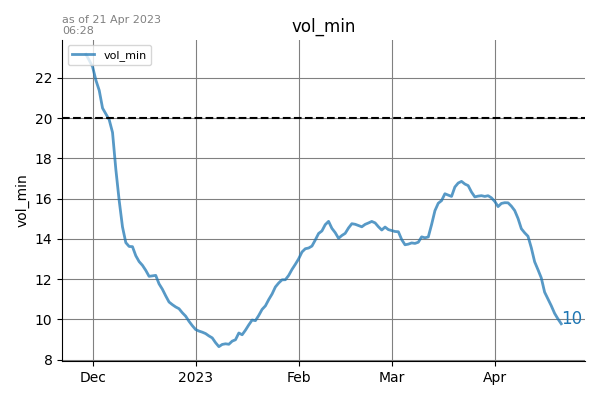 as of 21 Apr 2023
06:28
vol_min
vol_min
22
20
18
16
14
12
10
8
vol_min
10
Dec
2023
Feb
Mar
Apr